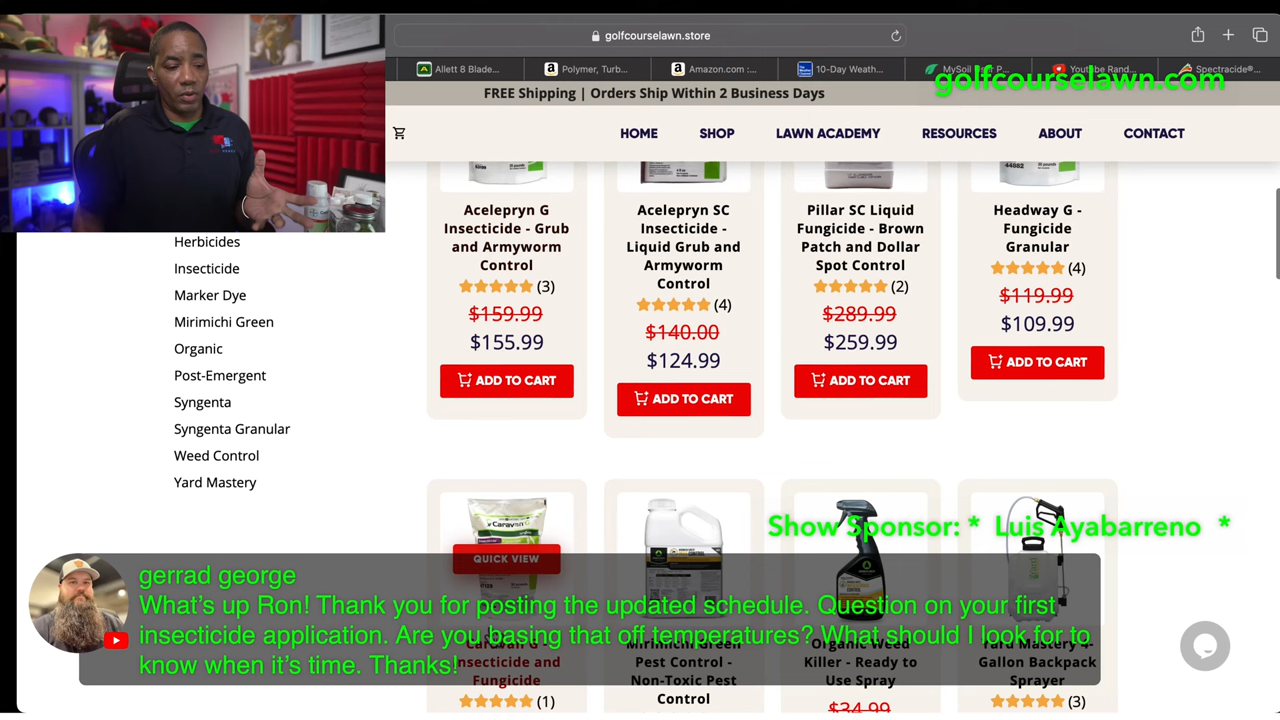 golfcourselawn.store
Allett 8 Blade...
Polymer, Turb...
Amazon.com :...
10-Day Weath...
Youtube Rand...
Spectracide®...
golfcourselawn.com
FREE Shipping | Orders Ship Within 2 Business Days
HOME
SHOP
LAWN ACADEMY
RESOURCES
ABOUT
CONTACT
Herbicides
Insecticide
Marker Dye
Mirimichi Green
Organic
Post-Emergent
Syngenta
Syngenta Granular
Weed Control
Yard Mastery
Acelepryn G
Insecticide - Grub
and Armyworm
Control
(3)
$159.99
$155.99
ADD TO CART
Acelepryn SC
Insecticide -
Liquid Grub and
Armyworm
Control
(4)
$140.00
$124.99
ADD TO CART
Pillar SC Liquid
Fungicide - Brown
Patch and Dollar
Spot Control
(2)
$289.99
$259.99
ADD TO CART
Headway G -
Fungicide
Granular
(4)
$119.99
$109.99
ADD TO CART
Caravan G
QUICK VIEW
Show Sponsor: * Luis Ayabarreno *
gerrad george
What's up Ron! Thank you for posting the updated schedule. Question on your first
insecticide application. Are you basing that off temperatures? What should I look for to
know when it's time. Thanks!
Caravan G -
Insecticide and
Fungicide
(1)
Mirimichi Green
Pest Control -
Non-Toxic Pest
Control
Organic Weed
Killer - Ready to
Use Spray
$34.99
Yard Mastery 4-
Gallon Backpack
Sprayer
(3)